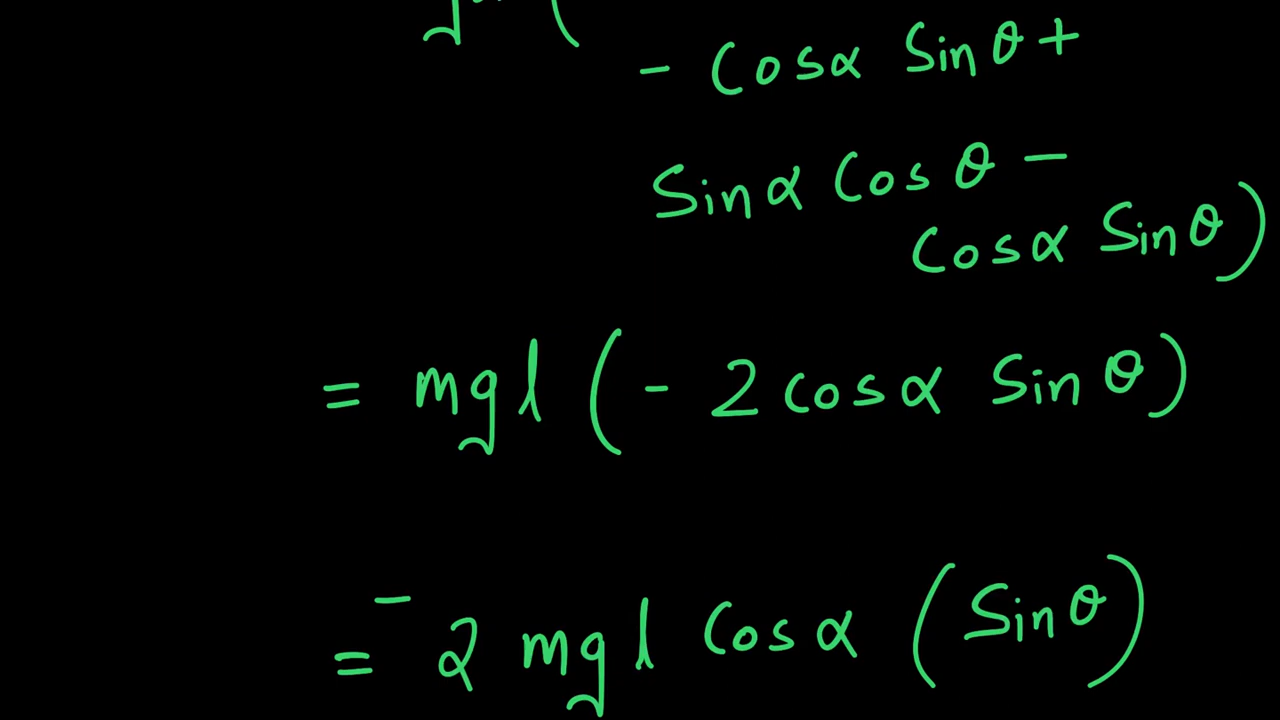 (
- Cosα Sinθ +
Sinα Cosθ -
Cosα Sinθ)
= mgl (- 2 cosα Sinθ)
= - 2 mgl Cosα (Sinθ)